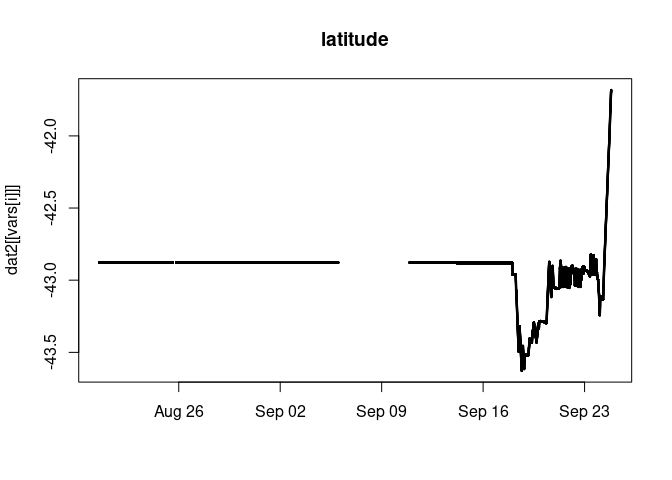 latitude
dat2[[vars[i]]]
-42.0
-42.5
-43.0
-43.5
Aug 26
Sep 02
Sep 09
Sep 16
Sep 23